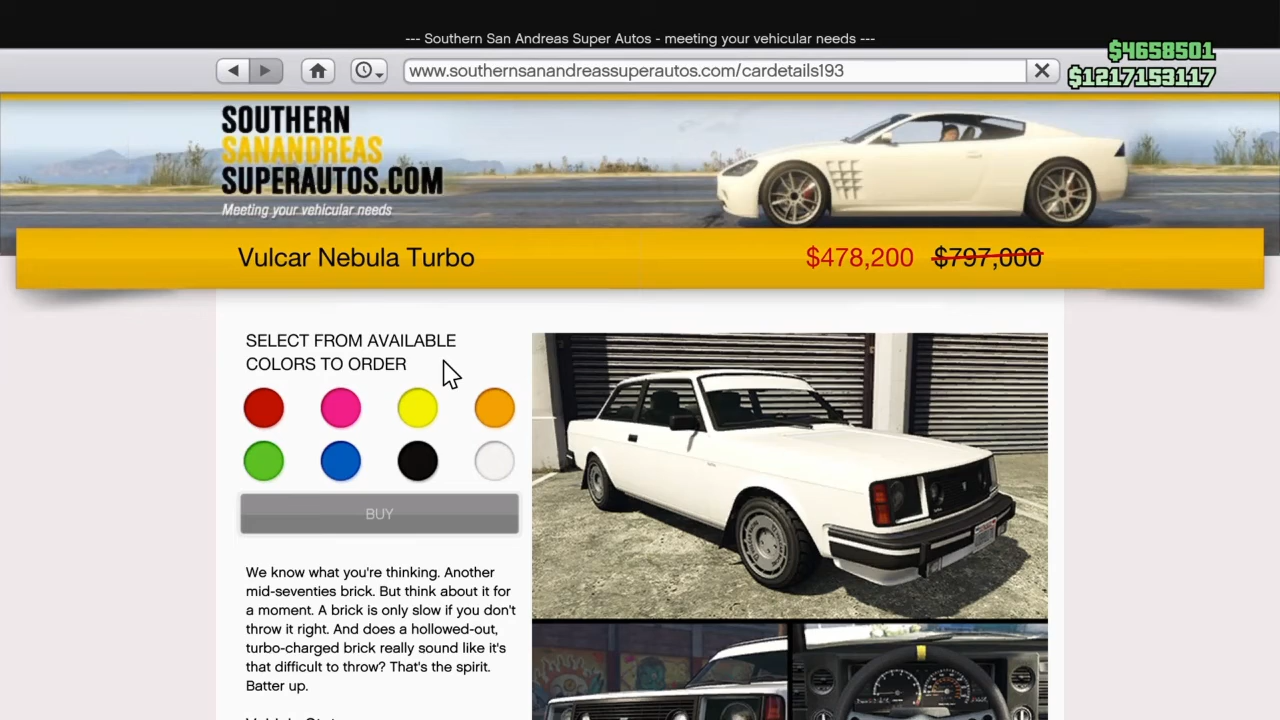 --- Southern San Andreas Super Autos - meeting your vehicular needs ---
$4658501
www.southernsanandreassuperautos.com/cardetails193
$1217153117
SOUTHERN
SANANDREAS
SUPERAUTOS.COM
Meeting your vehicular needs
Vulcar Nebula Turbo
$478,200 $797,000
SELECT FROM AVAILABLE
COLORS TO ORDER
BUY
We know what you're thinking. Another
mid-seventies brick. But think about it for
a moment. A brick is only slow if you don't
throw it right. And does a hollowed-out,
turbo-charged brick really sound like it's
that difficult to throw? That's the spirit.
Batter up.